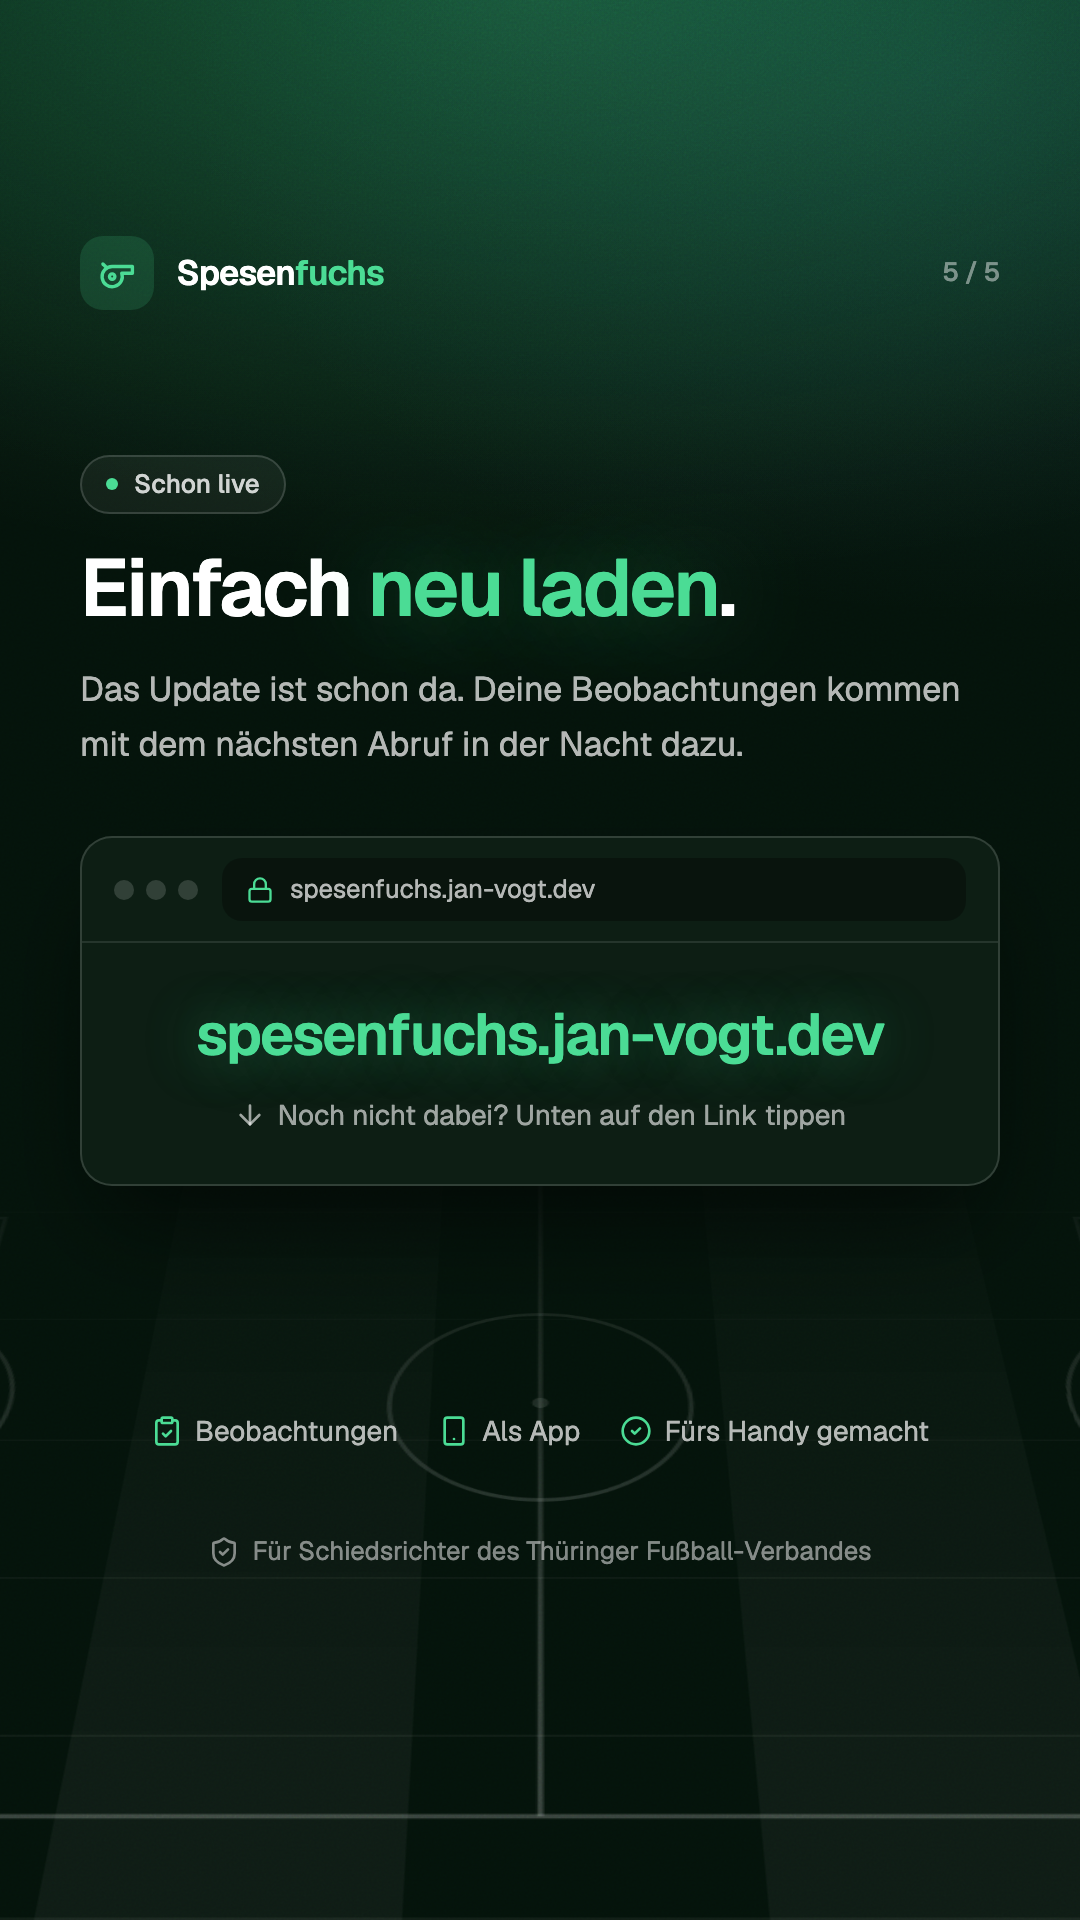 Spesenfuchs
5 / 5
Schon live
Einfach neu laden.
Das Update ist schon da. Deine Beobachtungen kommen
mit dem nächsten Abruf in der Nacht dazu.
spesenfuchs.jan-vogt.dev
spesenfuchs.jan-vogt.dev
Noch nicht dabei? Unten auf den Link tippen
Beobachtungen Als App Fürs Handy gemacht
Für Schiedsrichter des Thüringer Fußball-Verbandes